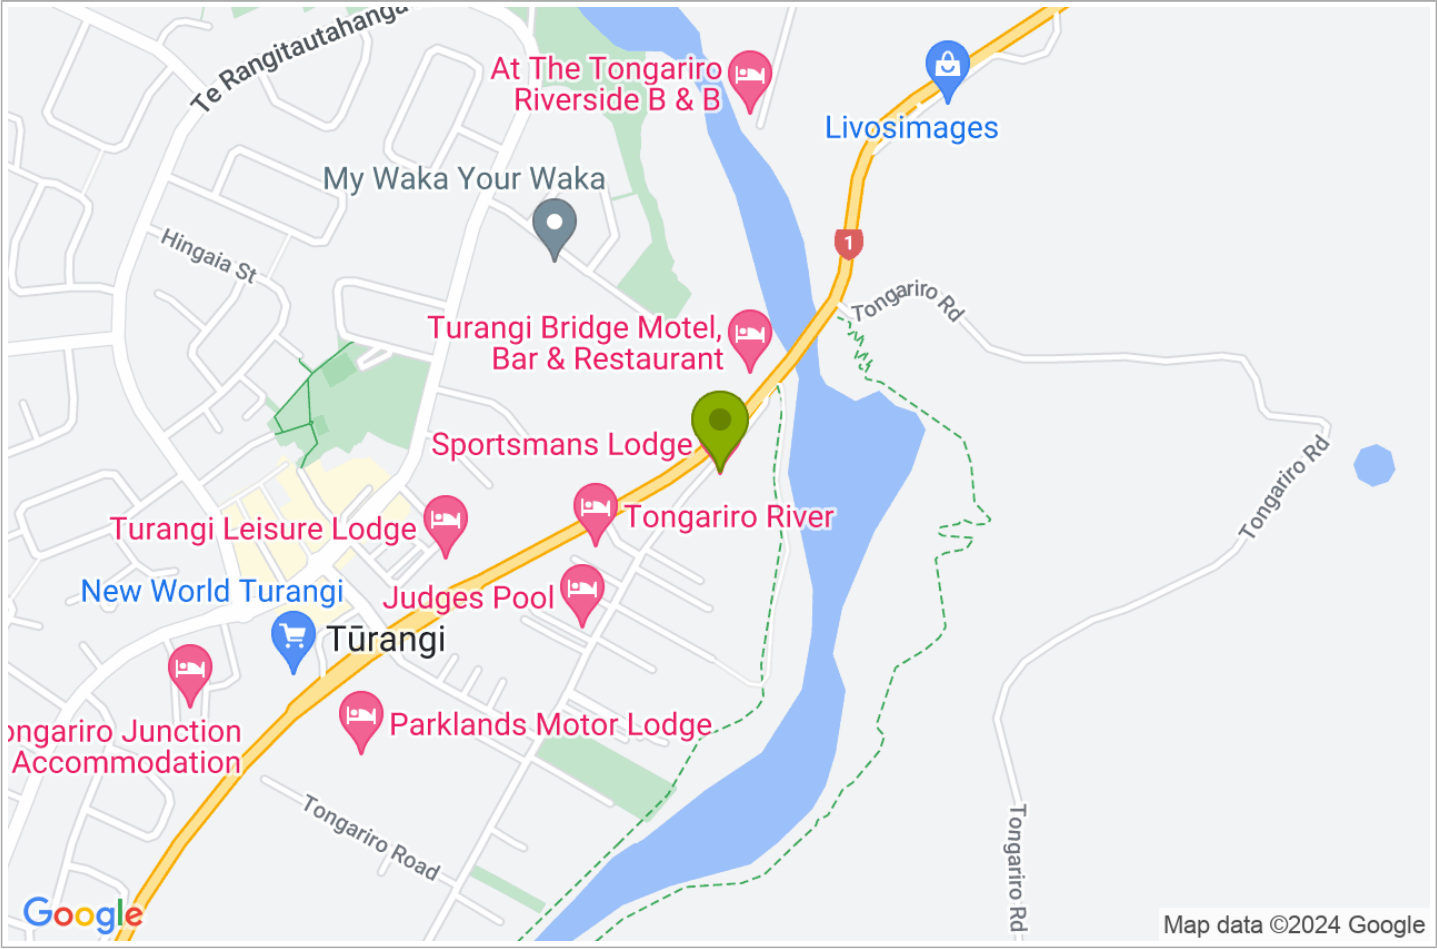 Te Rangitautahanga
At The Tongariro
Riverside B & B
Livosimages
My Waka Your Waka
Hingaia St
1
Tongariro Rd
Turangi Bridge Motel,
Bar & Restaurant
Sportsmans Lodge
Tongariro Rd
Turangi Leisure Lodge
Tongariro River
New World Turangi
Judges Pool
Tūrangi
ongariro Junction
Accommodation
Parklands Motor Lodge
Tongariro Road
Tongariro Rd
Google
Map data ©2024 Google